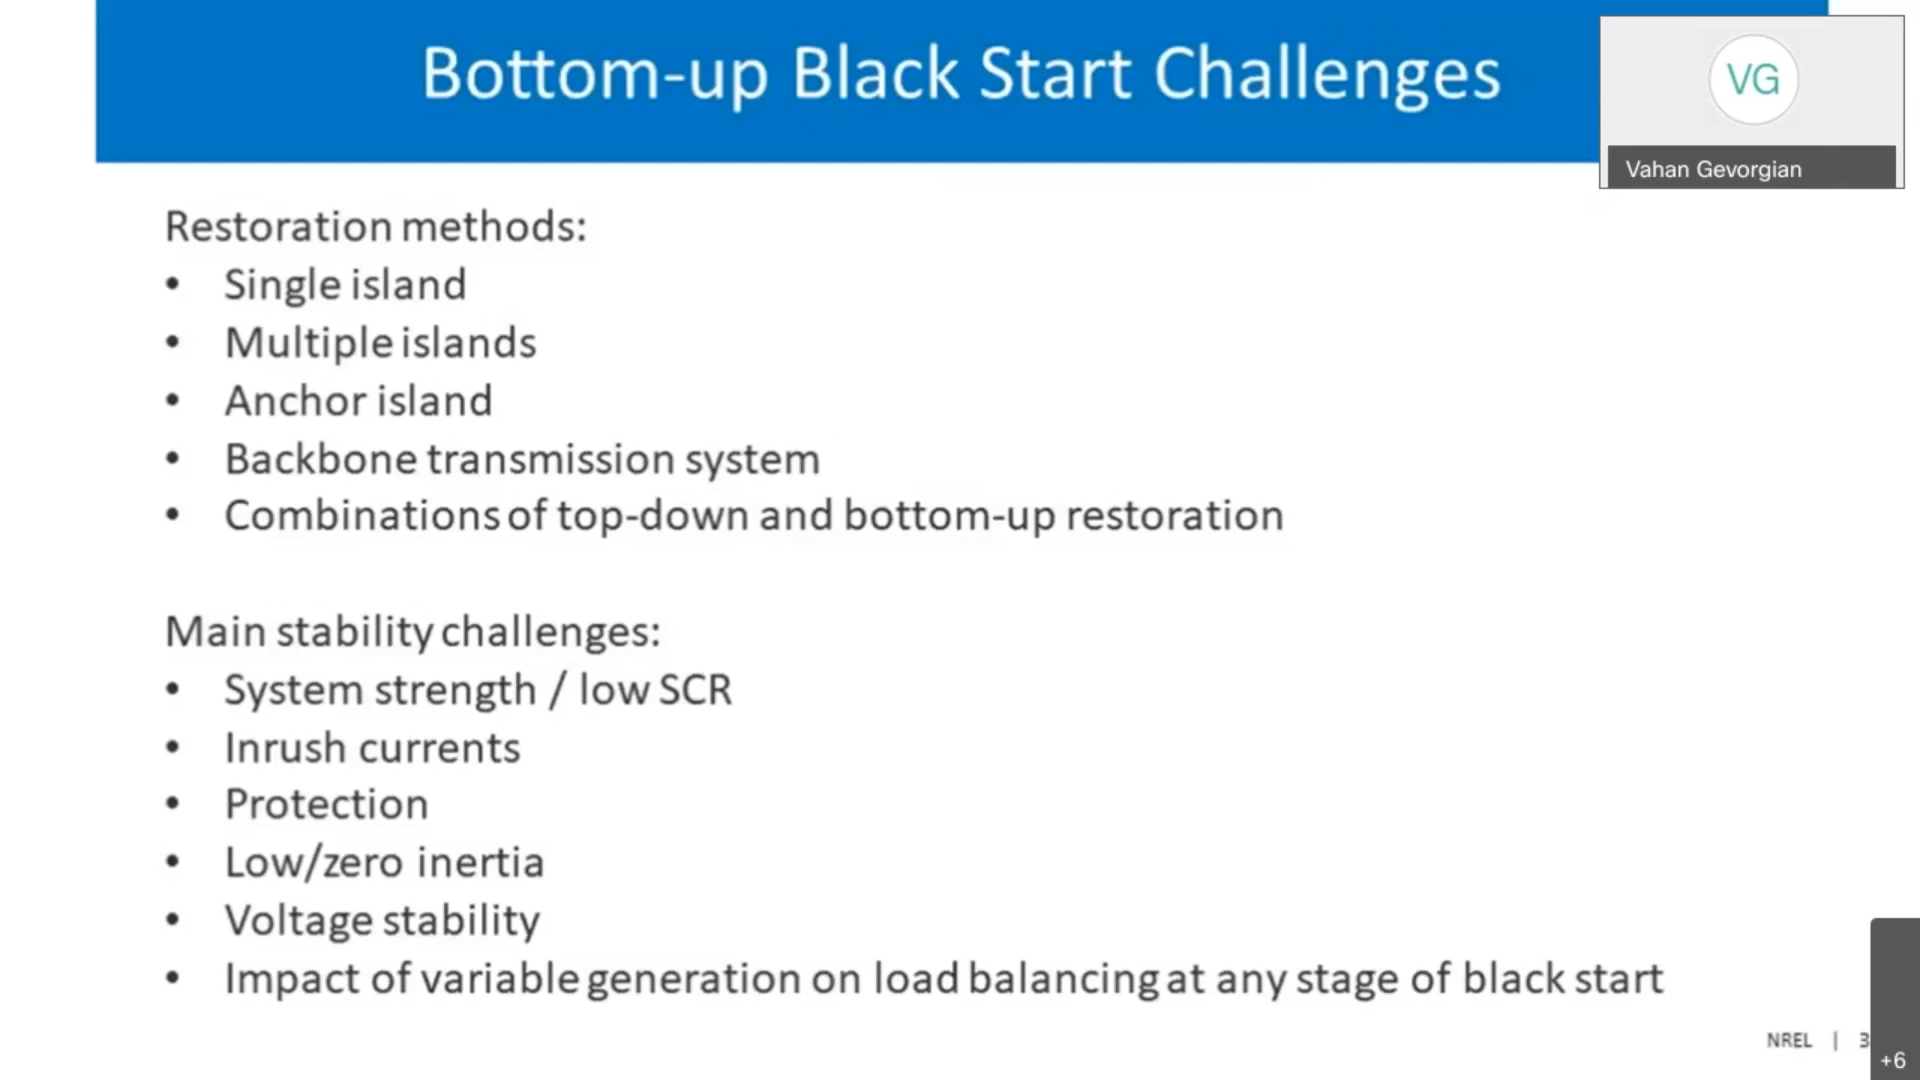 Bottom-up Black Start Challenges
VG
Vahan Gevorgian
Restoration methods:
• Single island
• Multiple islands
• Anchor island
• Backbone transmission system
• Combinations of top-down and bottom-up restoration
Main stability challenges:
• System strength / low SCR
• Inrush currents
• Protection
• Low/zero inertia
• Voltage stability
• Impact of variable generation on load balancing at any stage of black start
NREL | 3
+6